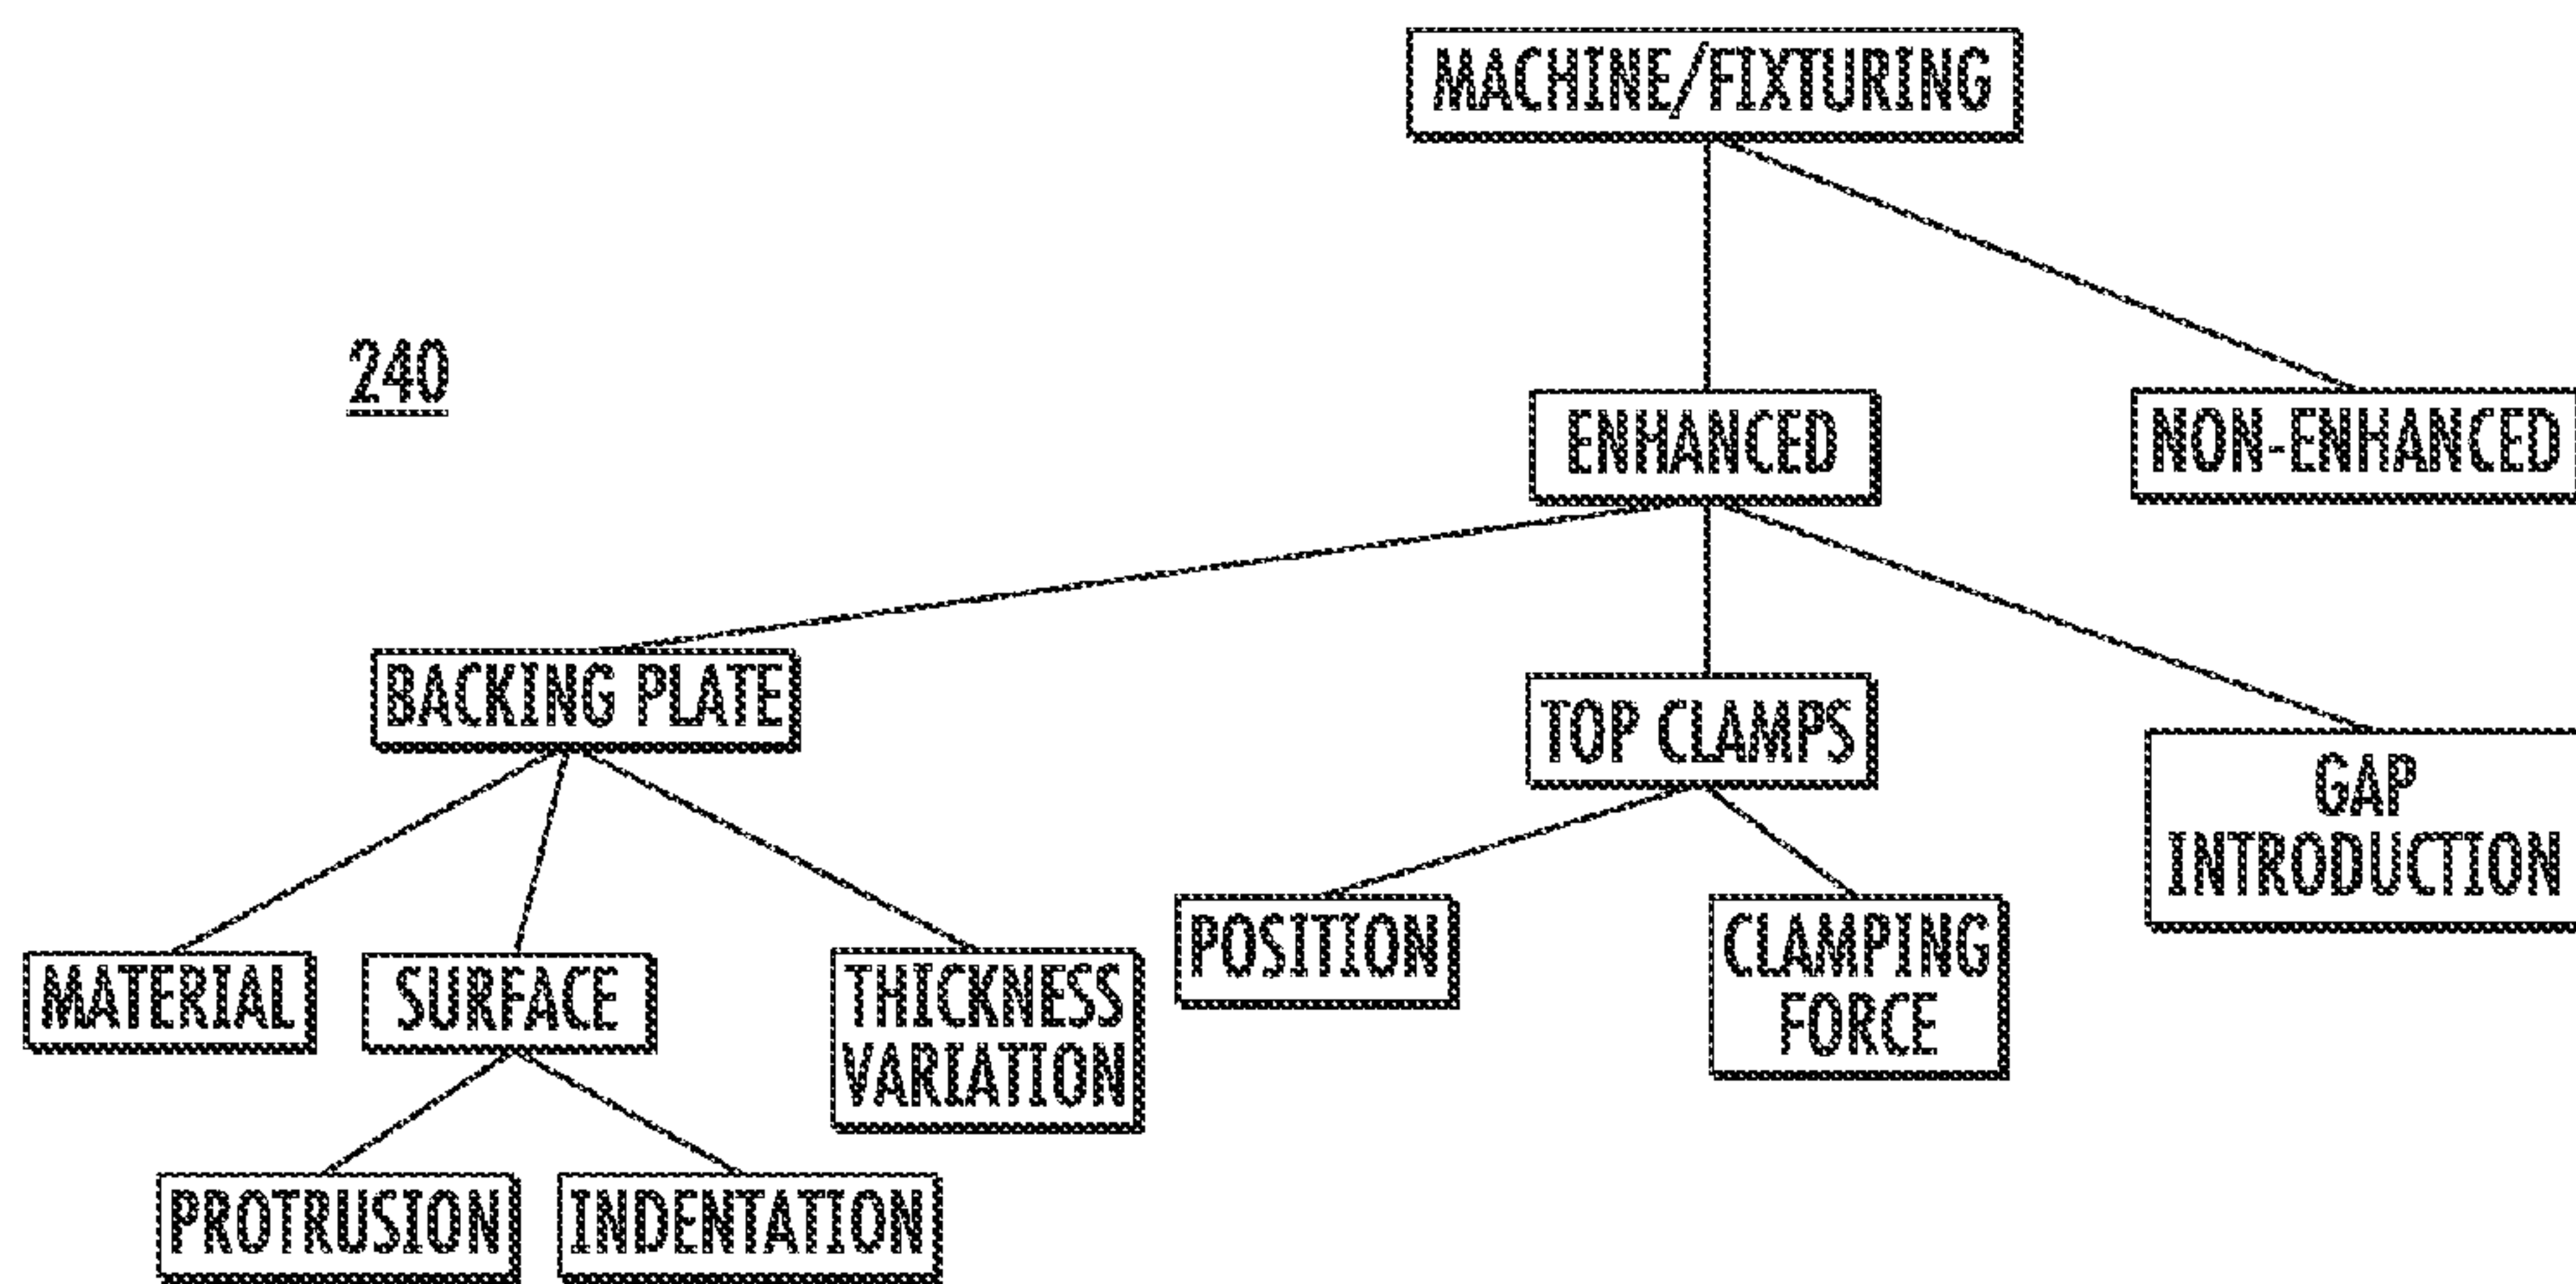 MACHINE/FIXTURING
240
ENHANCED
NON-ENHANCED
BACKING PLATE
TOP CLAMPS
GAP
INTRODUCTION
MATERIAL
SURFACE
THICKNESS
VARIATION
POSITION
CLAMPING
FORCE
PROTRUSION
INDENTATION